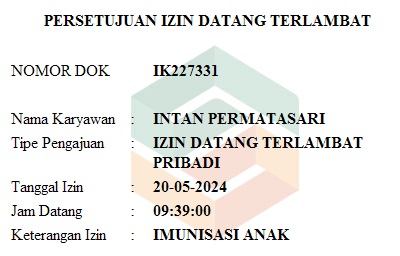 PERSETUJUAN IZIN DATANG TERLAMBAT
NOMOR DOK IK227331
Nama Karyawan : INTAN PERMATASARI
Tipe Pengajuan : IZIN DATANG TERLAMBAT
PRIBADI
Tanggal Izin : 20-05-2024
Jam Datang : 09:39:00
Keterangan Izin : IMUNISASI ANAK